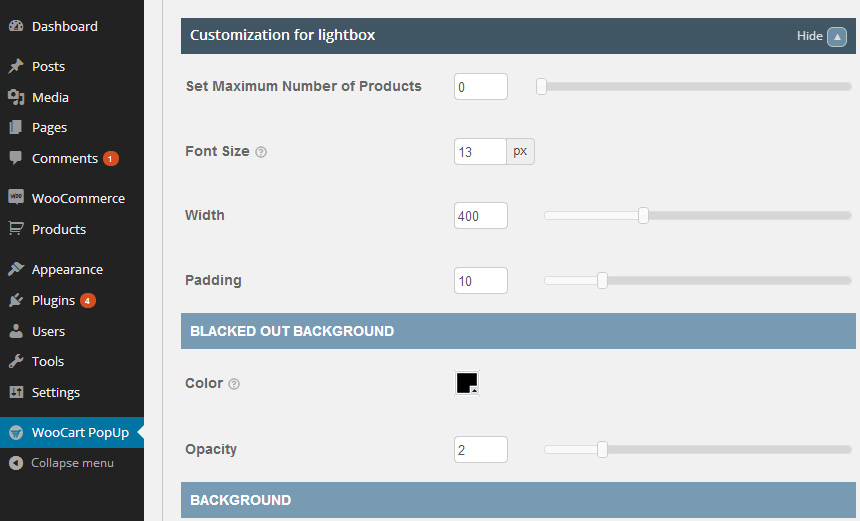 Dashboard
Posts
Media
Pages
Comments 1
WOO WooCommerce
Products
Appearance
Plugins 4
Users
Tools
Settings
WooCart PopUp
Collapse menu
Customization for lightbox Hide
Set Maximum Number of Products 0
Font Size ? 13 px
Width 400
Padding 10
BLACKED OUT BACKGROUND
Color ?
Opacity 2
BACKGROUND